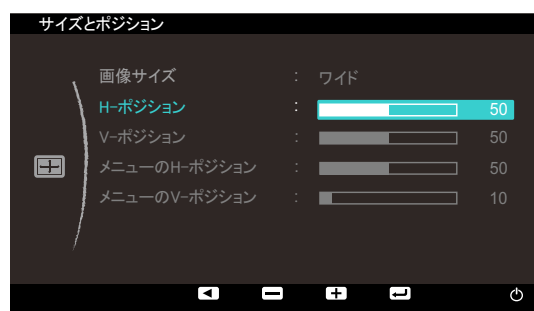 サイズとポジション
画像サイズ : ワイド
H-ポジション : 50
V-ポジション : 50
メニューのH-ポジション : 50
メニューのV-ポジション : 10